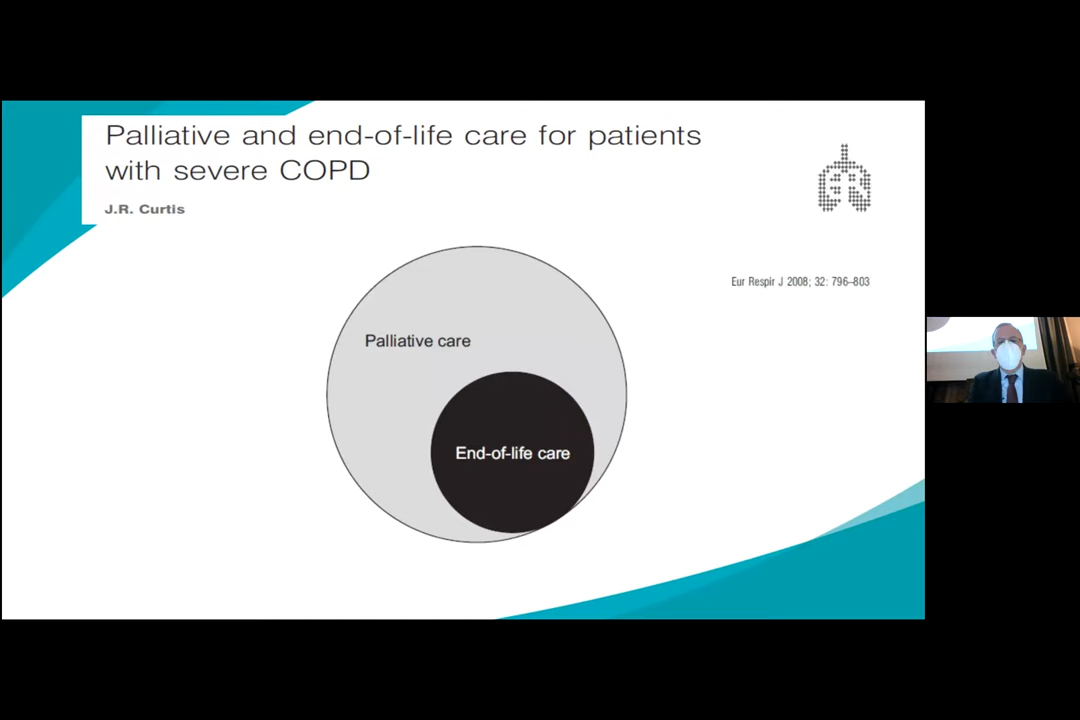 Palliative and end-of-life care for patients
with severe COPD
J.R. Curtis
Eur Respir J 2008; 32: 796–803
Palliative care
End-of-life care